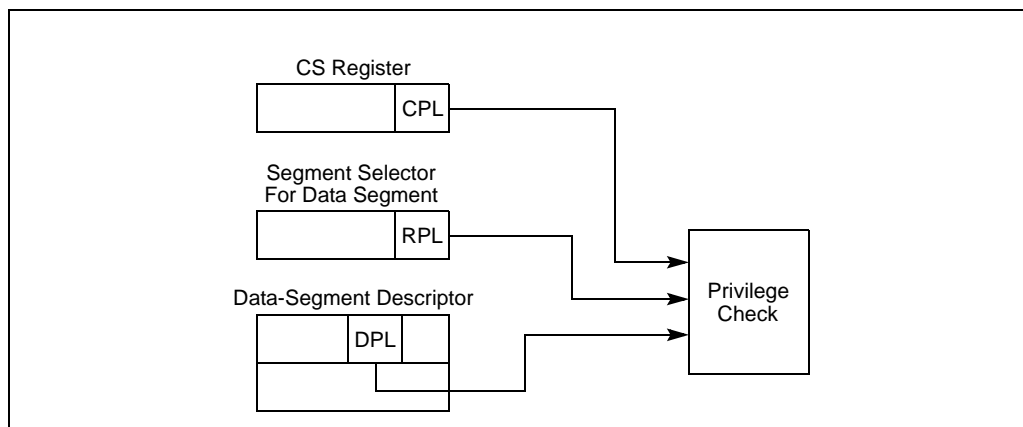 CS Register
CPL
Segment Selector
For Data Segment
RPL
Data-Segment Descriptor
DPL
Privilege
Check